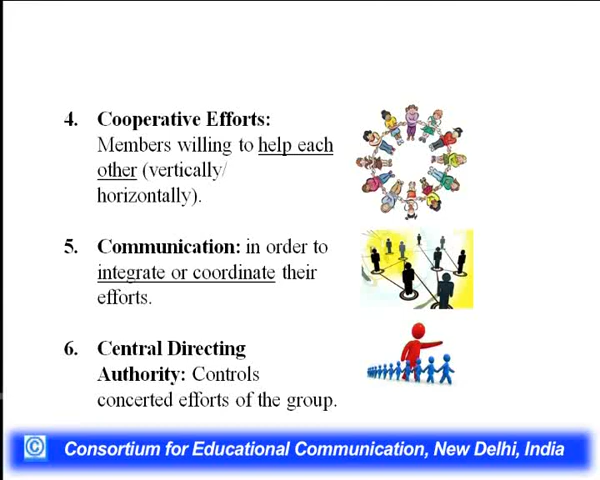 4. Cooperative Efforts:
Members willing to help each
other (vertically/
horizontally).
5. Communication: in order to
integrate or coordinate their
efforts.
6. Central Directing
Authority: Controls
concerted efforts of the group.
© Consortium for Educational Communication, New Delhi, India